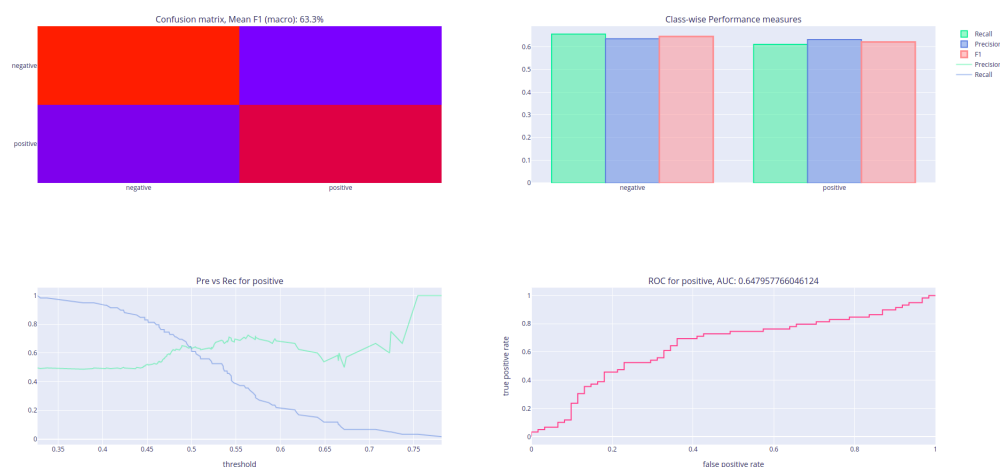 Confusion matrix, Mean F1 (macro): 63.3%
negative
positive
negative
positive
Class-wise Performance measures
0.6
0.5
0.4
0.3
0.2
0.1
0
negative
positive
Recall
Precision
F1
Precision
Recall
Pre vs Rec for positive
1
0.8
0.6
0.4
0.2
0
0.35
0.4
0.45
0.5
0.55
0.6
0.65
0.7
0.75
threshold
ROC for positive, AUC: 0.647957766046124
true positive rate
1
0.8
0.6
0.4
0.2
0
0
0.2
0.4
0.6
0.8
1
false positive rate